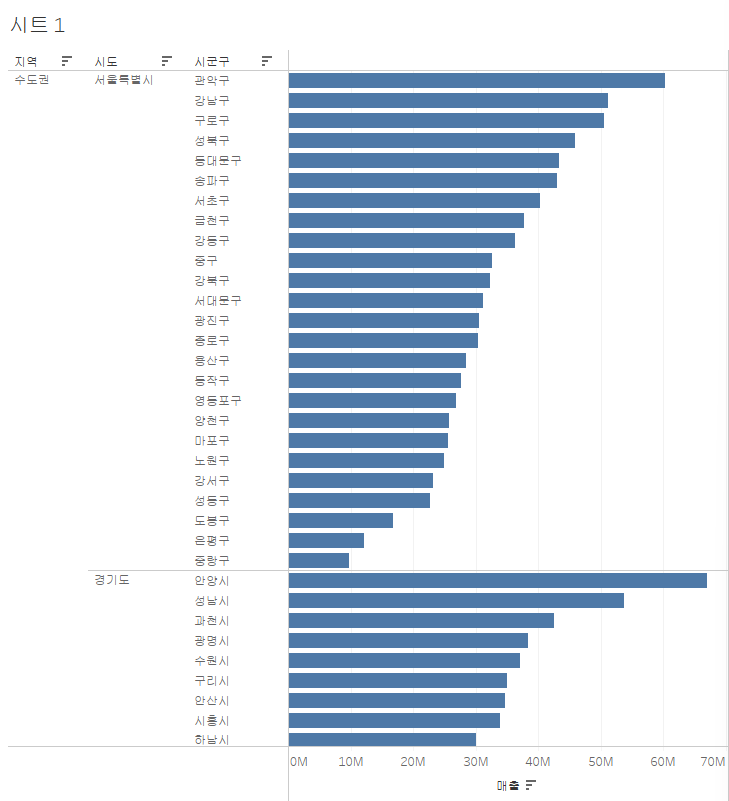 시트 1
지역 시도 시군구
수도권 서울특별시 관악구
강남구
구로구
성북구
동대문구
송파구
서초구
금천구
강동구
중구
강북구
서대문구
광진구
종로구
용산구
동작구
영등포구
양천구
마포구
노원구
강서구
성동구
도봉구
은평구
중랑구
경기도 안양시
성남시
과천시
광명시
수원시
구리시
안산시
시흥시
하남시
0M 10M 20M 30M 40M 50M 60M 70M
매출